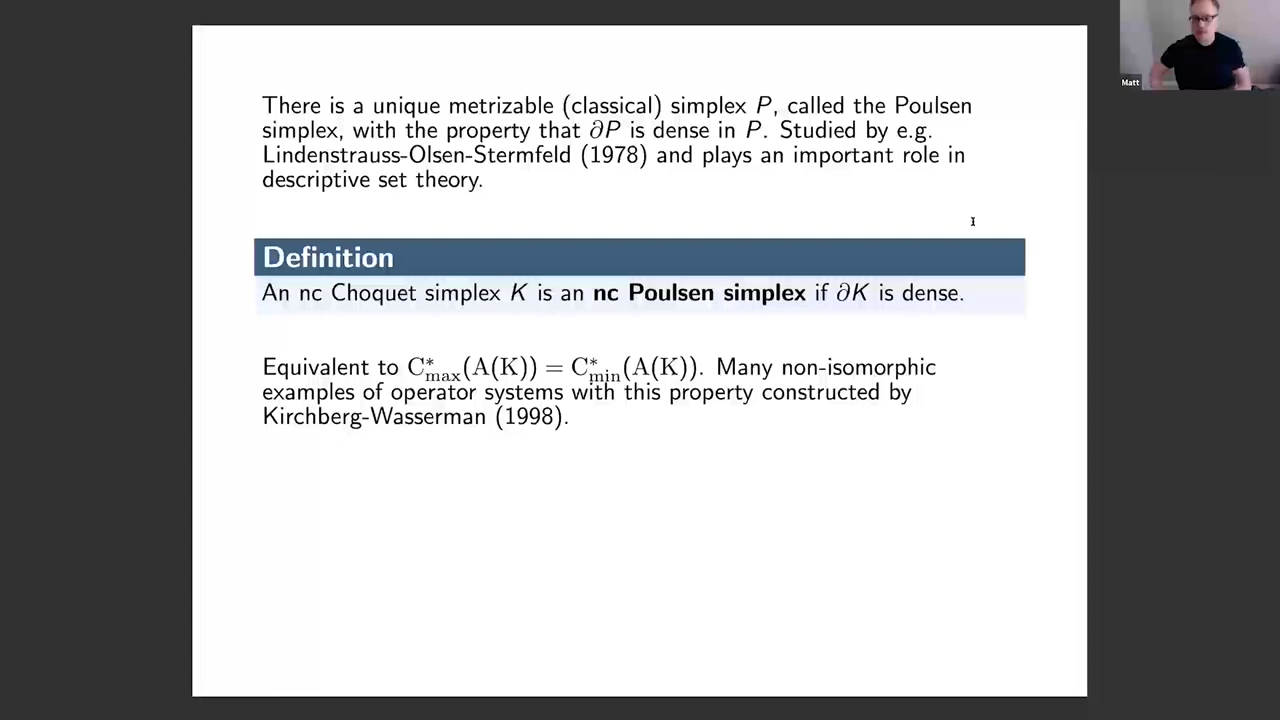 Matt
There is a unique metrizable (classical) simplex P, called the Poulsen
simplex, with the property that ∂P is dense in P. Studied by e.g.
Lindenstrauss-Olsen-Stermfeld (1978) and plays an important role in
descriptive set theory.
Definition
An nc Choquet simplex K is an nc Poulsen simplex if ∂K is dense.
Equivalent to C*max(A(K)) = C*min(A(K)). Many non-isomorphic
examples of operator systems with this property constructed by
Kirchberg-Wasserman (1998).